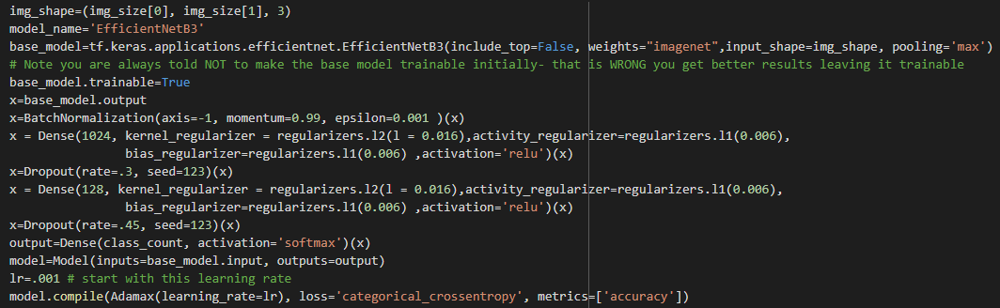 img_shape=(img_size[0], img_size[1], 3)
model_name='EfficientNetB3'
base_model=tf.keras.applications.efficientnet.EfficientNetB3(include_top=False, weights="imagenet",input_shape=img_shape, pooling='max')
# Note you are always told NOT to make the base model trainable initially- that is WRONG you get better results leaving it trainable
base_model.trainable=True
x=base_model.output
x=BatchNormalization(axis=-1, momentum=0.99, epsilon=0.001 )(x)
x = Dense(1024, kernel_regularizer = regularizers.l2(l = 0.016),activity_regularizer=regularizers.l1(0.006),
bias_regularizer=regularizers.l1(0.006) ,activation='relu')(x)
x=Dropout(rate=.3, seed=123)(x)
x = Dense(128, kernel_regularizer = regularizers.l2(l = 0.016),activity_regularizer=regularizers.l1(0.006),
bias_regularizer=regularizers.l1(0.006) ,activation='relu')(x)
x=Dropout(rate=.45, seed=123)(x)
output=Dense(class_count, activation='softmax')(x)
model=Model(inputs=base_model.input, outputs=output)
lr=.001 # start with this learning rate
model.compile(Adamax(learning_rate=lr), loss='categorical_crossentropy', metrics=['accuracy'])